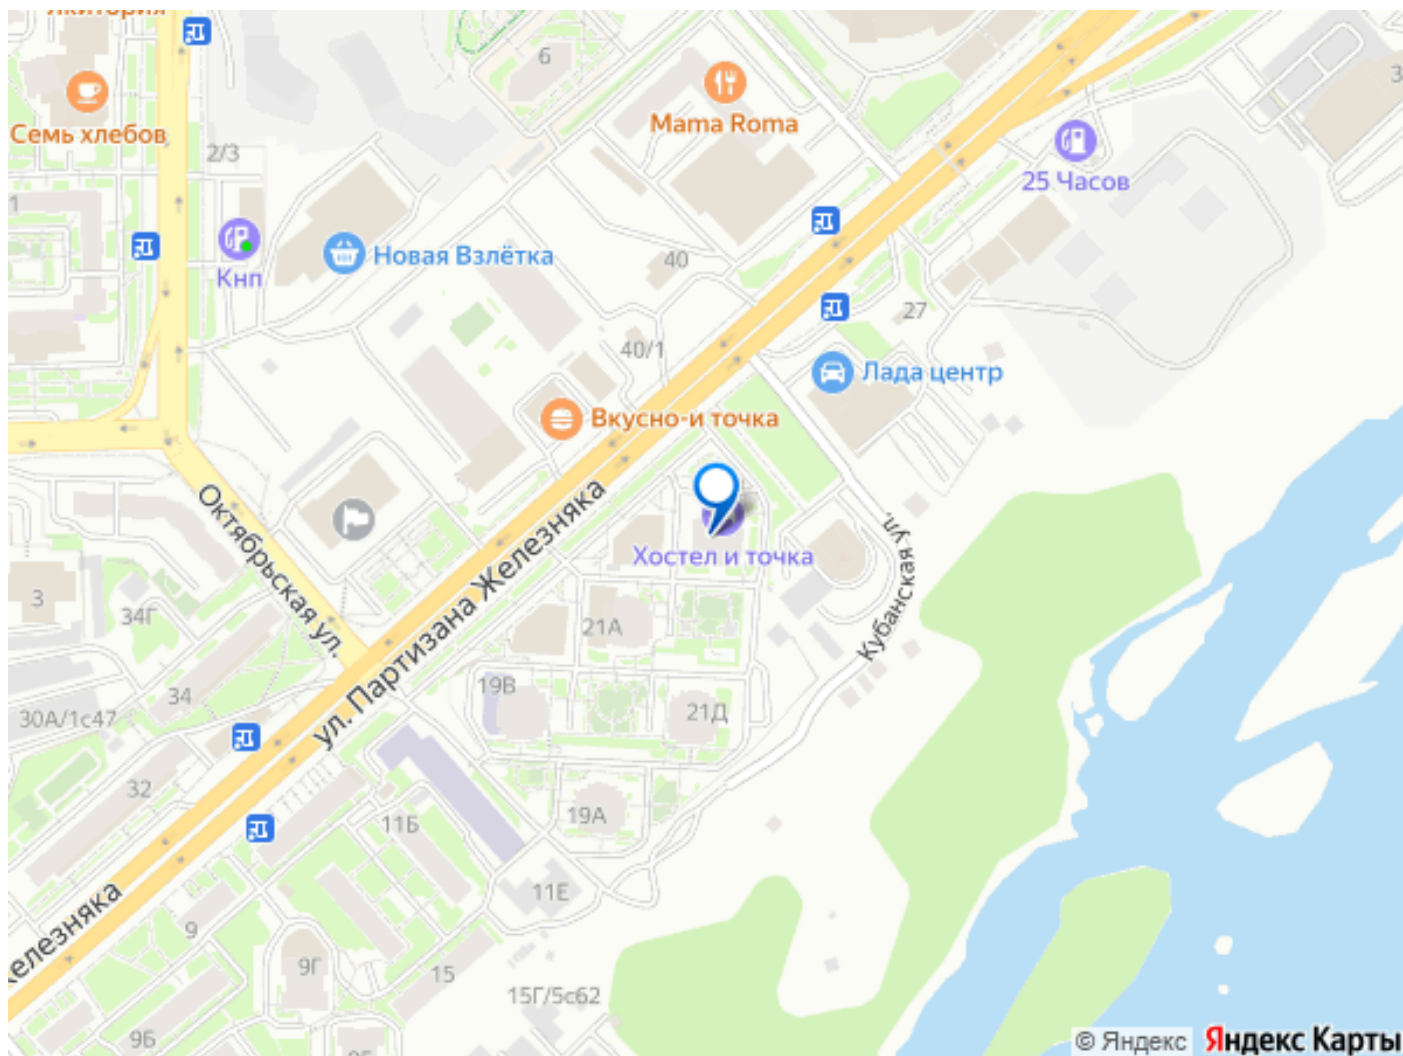 Якитория
6
Семь хлебов
Mama Roma
2/3
25 Часов
1
Кнп
Новая Взлётка
40
27
40/1
Лада центр
Вкусно-и точка
Октябрьская ул.
ул. Партизана Железняка
Хостел и точка
Кубанская ул.
3
34Г
21А
34
19В
30А/1с47
21Д
32
19А
11Б
11Е
Железняка
9
9Г
15
15Г/5с62
9Б
© Яндекс
Яндекс Карты